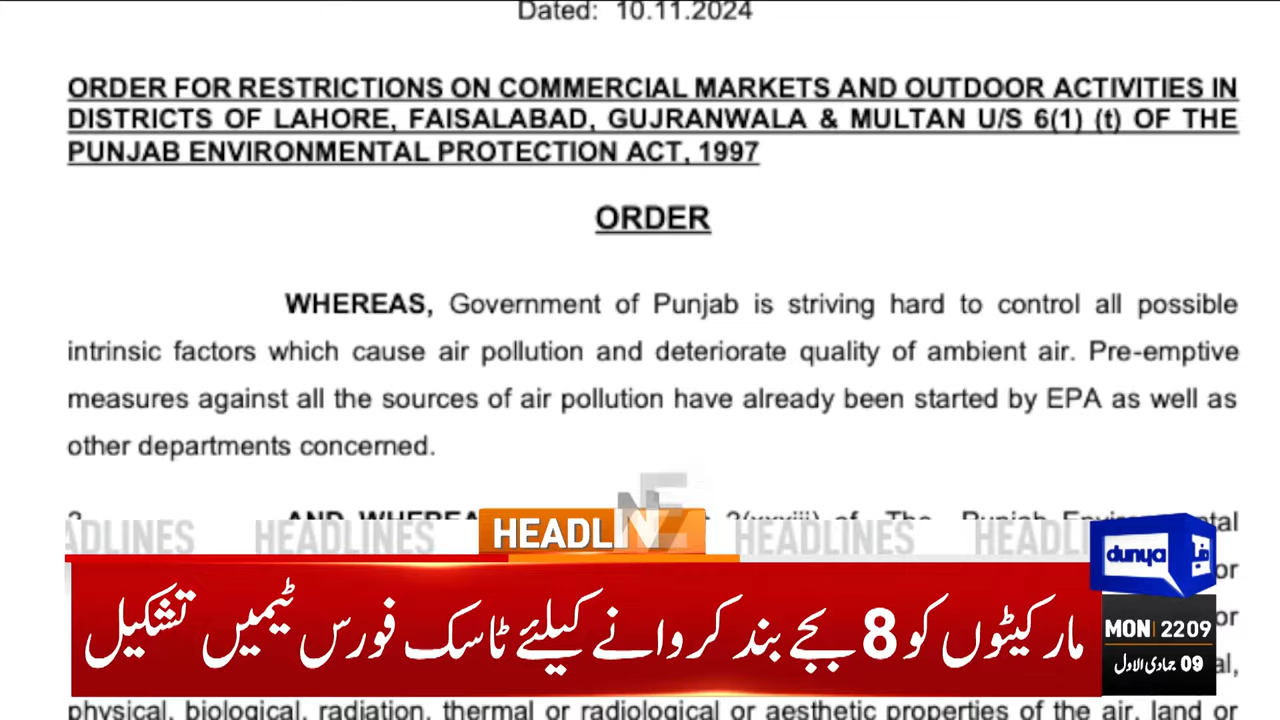 Dated: 10.11.2024
ORDER FOR RESTRICTIONS ON COMMERCIAL MARKETS AND OUTDOOR ACTIVITIES IN
DISTRICTS OF LAHORE, FAISALABAD, GUJRANWALA & MULTAN U/S 6(1) (t) OF THE
PUNJAB ENVIRONMENTAL PROTECTION ACT, 1997
ORDER
WHEREAS, Government of Punjab is striving hard to control all possible
intrinsic factors which cause air pollution and deteriorate quality of ambient air. Pre-emptive
measures against all the sources of air pollution have already been started by EPA as well as
other departments concerned.
HEADLINES HEADLINES HEADLIN
dunya دنیا
مارکیٹوں کو 8 بجے بند کروانے کیلئے ٹاسک فورس ٹیمیں تشکیل
MON 22 09
09 جمادی الاول
physical, biological, radiation, thermal or radiological or aesthetic properties of the air, land or